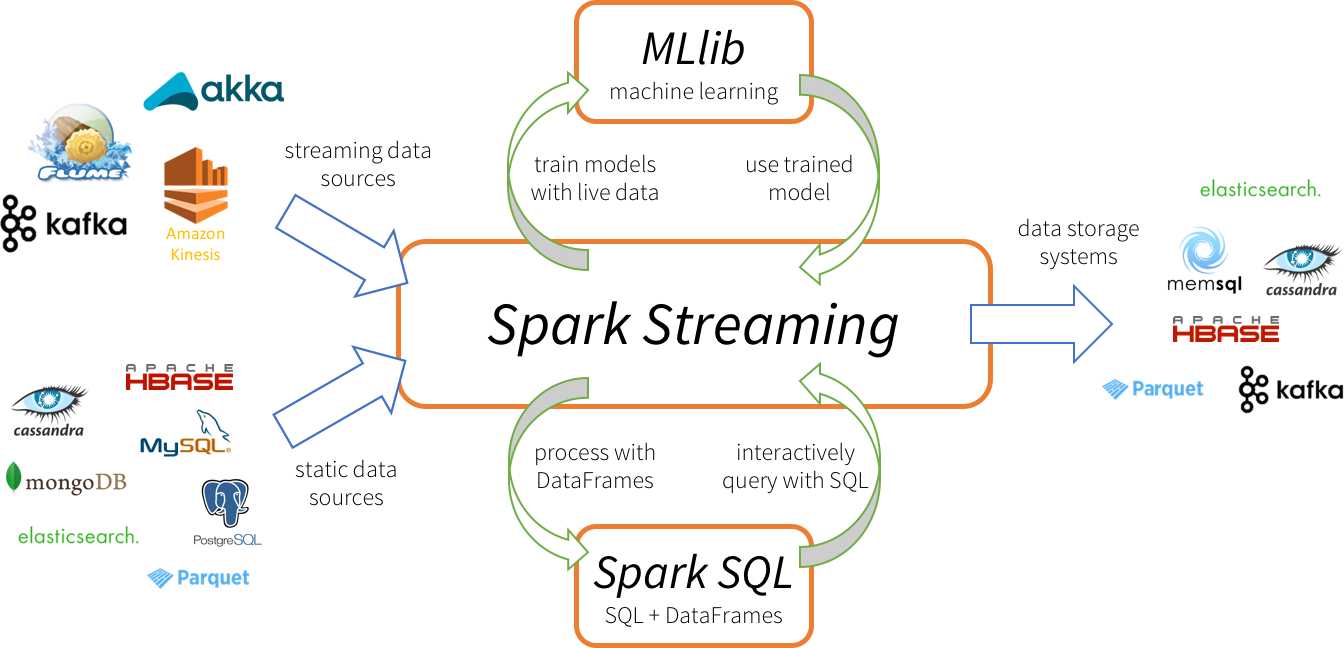 akka
FLUME
kafka
Amazon
Kinesis
streaming data
sources
APACHE
HBASE
cassandra
MySQL®
mongoDB
PostgreSQL
elasticsearch.
Parquet
static data
sources
MLlib
machine learning
train models
with live data
use trained
model
Spark Streaming
process with
DataFrames
interactively
query with SQL
Spark SQL
SQL + DataFrames
data storage
systems
elasticsearch.
memsql
cassandra
APACHE
HBASE
Parquet
kafka